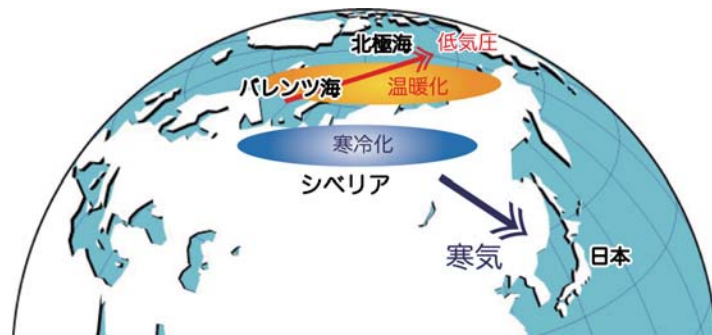 北極海
低気圧
バレンツ海
温暖化
寒冷化
シベリア
寒気
日本